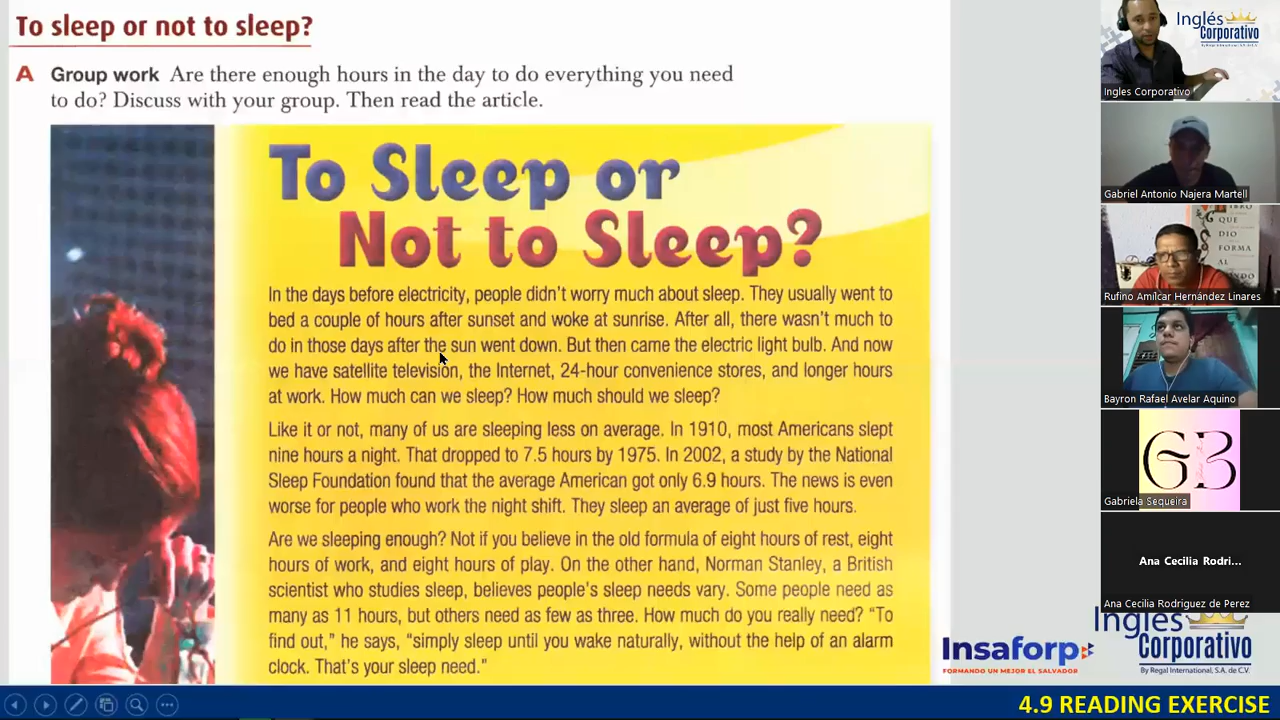 To sleep or not to sleep?
A Group work Are there enough hours in the day to do everything you need
to do? Discuss with your group. Then read the article.
To Sleep or
Not to Sleep?
In the days before electricity, people didn't worry much about sleep. They usually went to
bed a couple of hours after sunset and woke at sunrise. After all, there wasn't much to
do in those days after the sun went down. But then came the electric light bulb. And now
we have satellite television, the Internet, 24-hour convenience stores, and longer hours
at work. How much can we sleep? How much should we sleep?
Like it or not, many of us are sleeping less on average. In 1910, most Americans slept
nine hours a night. That dropped to 7.5 hours by 1975. In 2002, a study by the National
Sleep Foundation found that the average American got only 6.9 hours. The news is even
worse for people who work the night shift. They sleep an average of just five hours.
Are we sleeping enough? Not if you believe in the old formula of eight hours of rest, eight
hours of work, and eight hours of play. On the other hand, Norman Stanley, a British
scientist who studies sleep, believes people's sleep needs vary. Some people need as
many as 11 hours, but others need as few as three. How much do you really need? "To
find out," he says, "simply sleep until you wake naturally, without the help of an alarm
clock. That's your sleep need."
Inglés
Corporativo
By Regal International, S.A. de C.V.
Ingles Corporativo
Gabriel Antonio Najera Martell
QUE
DIO
FORMA
AL
Rufino Amílcar Hernández Linares
Bayron Rafael Avelar Aquino
GB
Gabriela Sequeira
Ana Cecilia Rodri...
Ana Cecilia Rodriguez de Perez
Insaforp
FORMANDO UN MEJOR EL SALVADOR
Inglés
Corporativo
By Regal International, S.A. de C.V.
4.9 READING EXERCISE